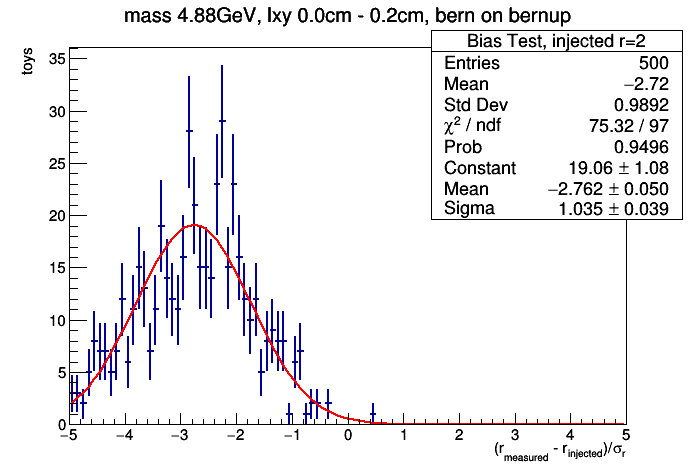 mass 4.88GeV, lxy 0.0cm - 0.2cm, bern on bernup
Bias Test, injected r=2
Entries 500
Mean −2.72
Std Dev 0.9892
χ² / ndf 75.32 / 97
Prob 0.9496
Constant 19.06 ± 1.08
Mean −2.762 ± 0.050
Sigma 1.035 ± 0.039
toys
35
30
25
20
15
10
5
0
−5 −4 −3 −2 −1 0 1 2 3 4 5
(r_measured - r_injected)/σ_r